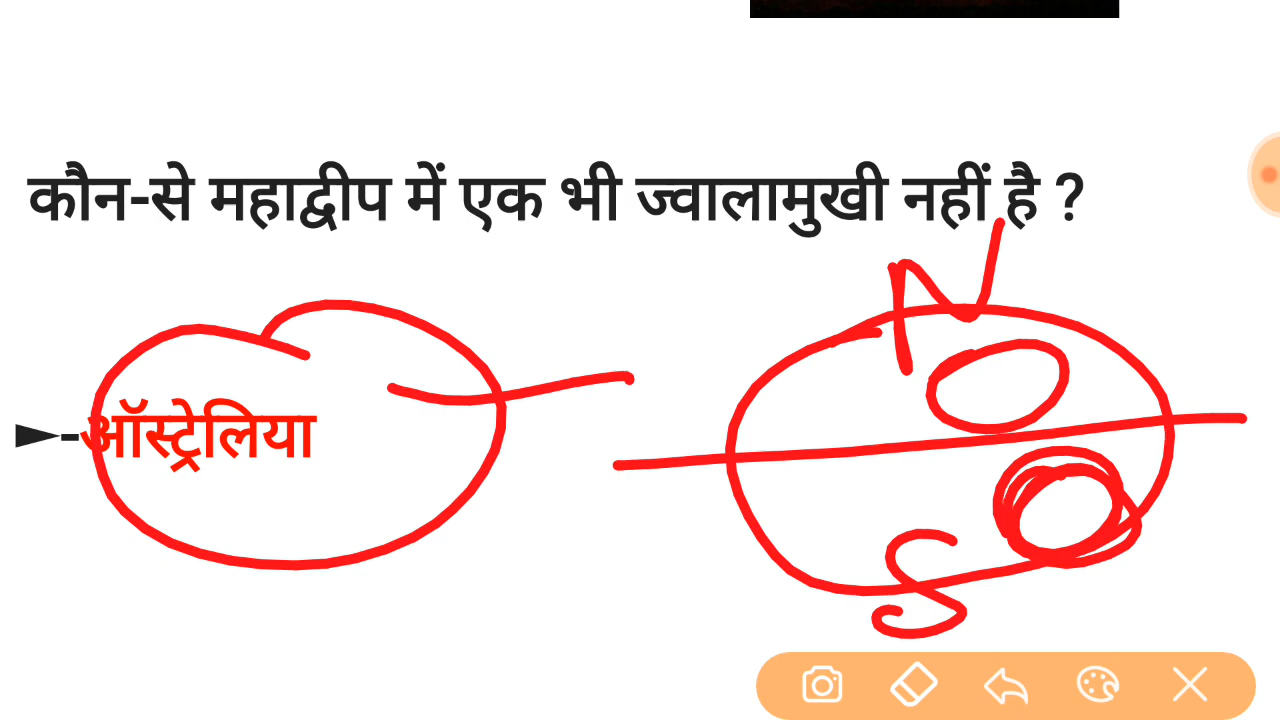 कौन-से महाद्वीप में एक भी ज्वालामुखी नहीं है ?
N
►-ऑस्ट्रेलिया
S